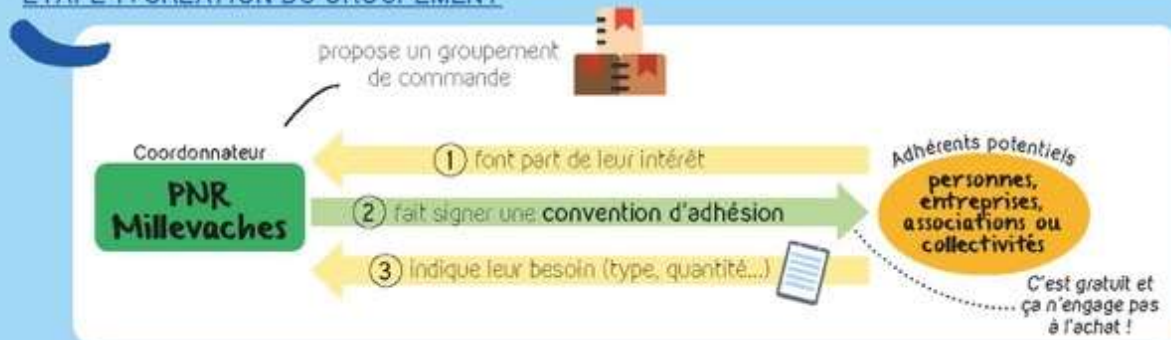 propose un groupement
de commande
Coordonnateur
PNR
Millevaches
① font part de leur intérêt
② fait signer une convention d'adhésion
③ indique leur besoin (type, quantité...)
Adhérents potentiels
personnes,
entreprises,
associations ou
collectivités
C'est gratuit et
ça n'engage pas
à l'achat !